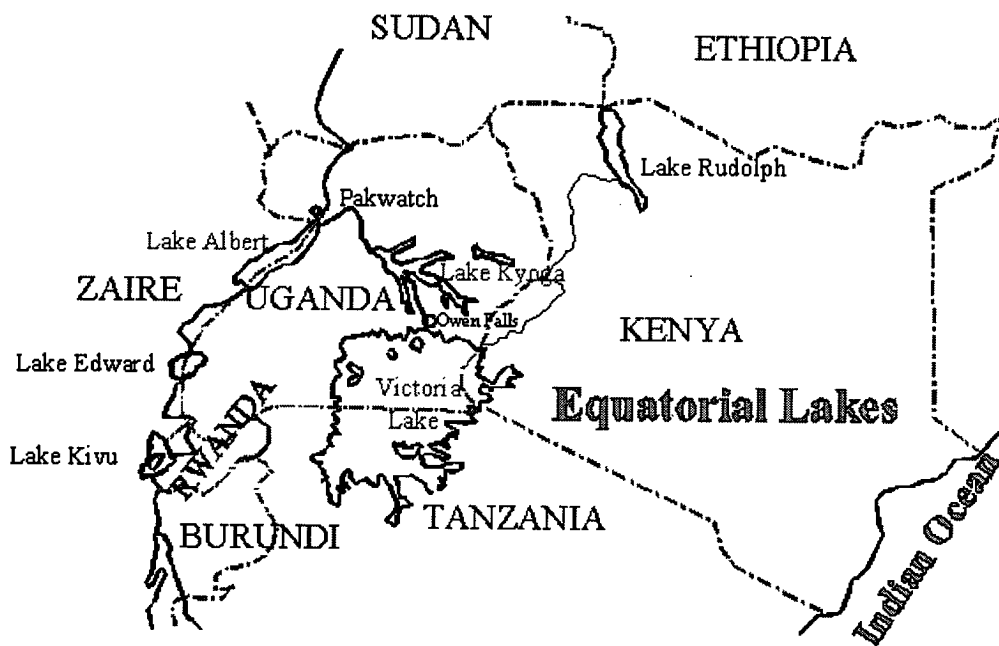 SUDAN
ETHIOPIA
Lake Rudolph
Pakwatch
Lake Albert
Lake Kyoga
ZAIRE
UGANDA
Owen Falls
KENYA
Lake Edward
Victoria
Lake
Equatorial Lakes
RWANDA
Lake Kivu
TANZANIA
BURUNDI
Indian Ocean